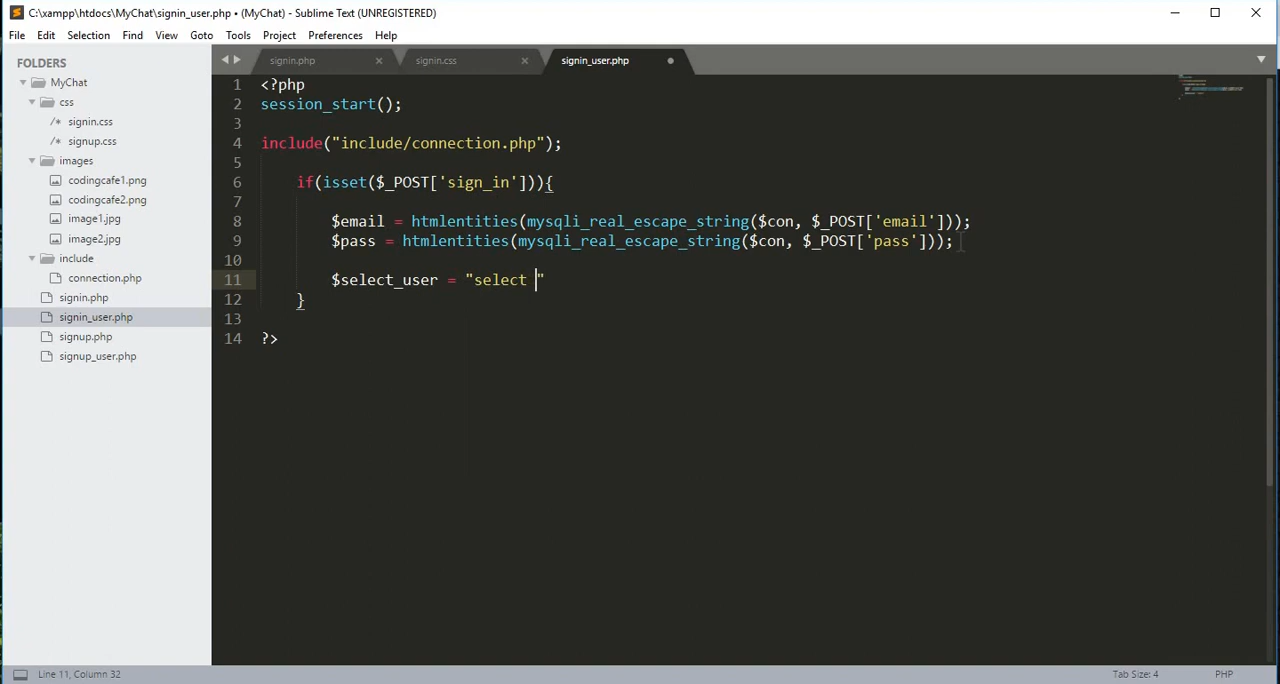 C:\xampp\htdocs\MyChat\signin_user.php • (MyChat) - Sublime Text (UNREGISTERED)
File Edit Selection Find View Goto Tools Project Preferences Help
FOLDERS
MyChat
css
/* signin.css
/* signup.css
images
codingcafe1.png
codingcafe2.png
image1.jpg
image2.jpg
include
connection.php
signin.php
signin_user.php
signup.php
signup_user.php
signin.php signin.css signin_user.php
1 <?php
2 session_start();
3
4 include("include/connection.php");
5
6 if(isset($_POST['sign_in'])){
7
8 $email = htmlentities(mysqli_real_escape_string($con, $_POST['email']));
9 $pass = htmlentities(mysqli_real_escape_string($con, $_POST['pass']));
10
11 $select_user = "select "
12 }
13
14 ?>
Line 11, Column 32 Tab Size: 4 PHP